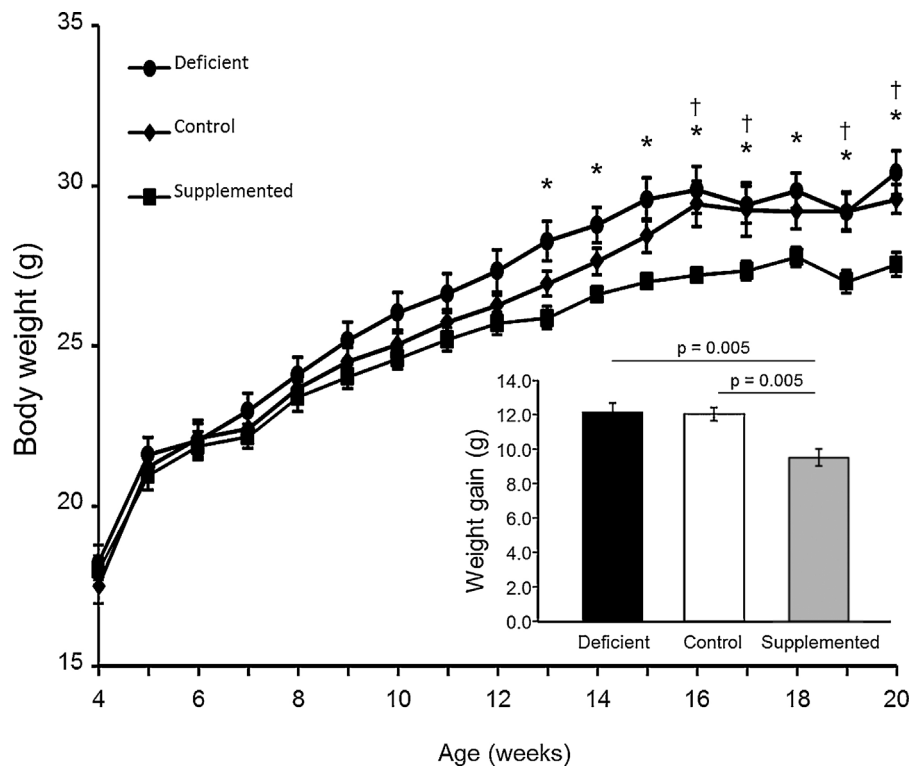 35
Deficient
Control
Supplemented
† † † †
* * * * * * * *
30
25
20
15
Body weight (g)
4 6 8 10 12 14 16 18 20
Age (weeks)
p = 0.005
p = 0.005
14.0
12.0
10.0
8.0
6.0
4.0
2.0
0.0
Weight gain (g)
Deficient Control Supplemented